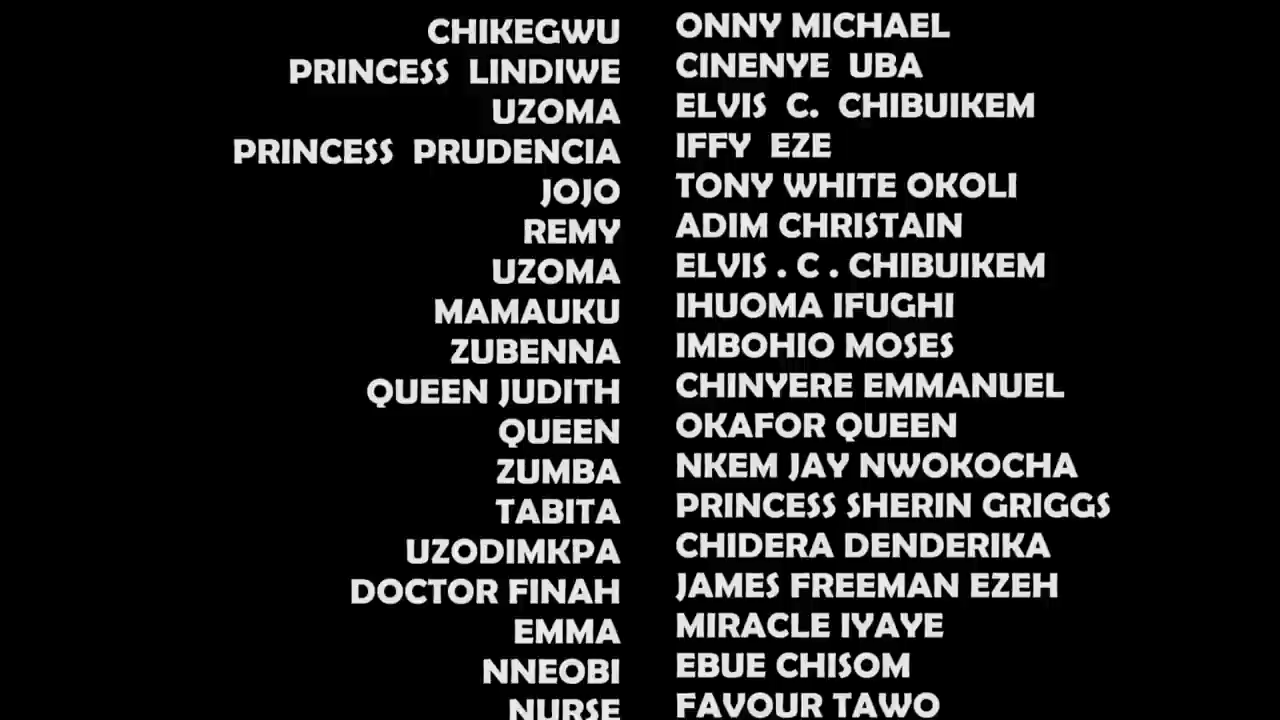 CHIKEGWU ONNY MICHAEL
PRINCESS LINDIWE CINENYE UBA
UZOMA ELVIS C. CHIBUIKEM
PRINCESS PRUDENCIA IFFY EZE
JOJO TONY WHITE OKOLI
REMY ADIM CHRISTAIN
UZOMA ELVIS . C . CHIBUIKEM
MAMAUKU IHUOMA IFUGHI
ZUBENNA IMBOHIO MOSES
QUEEN JUDITH CHINYERE EMMANUEL
QUEEN OKAFOR QUEEN
ZUMBA NKEM JAY NWOKOCHA
TABITA PRINCESS SHERIN GRIGGS
UZODIMKPA CHIDERA DENDERIKA
DOCTOR FINAH JAMES FREEMAN EZEH
EMMA MIRACLE IYAYE
NNEOBI EBUE CHISOM
NURSE FAVOUR TAWO